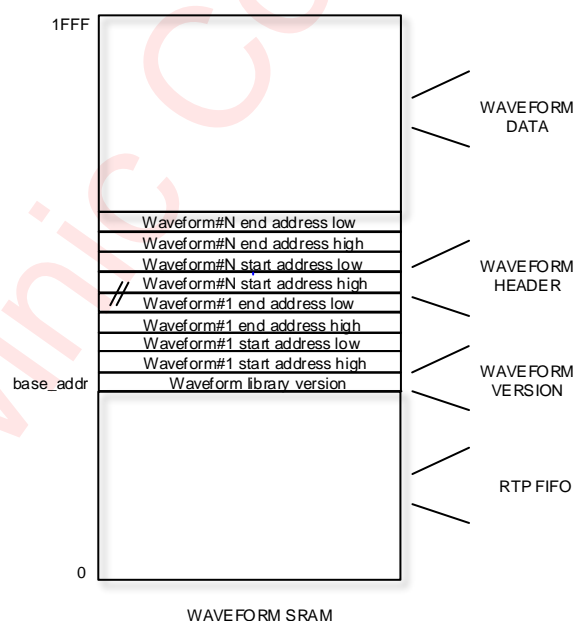 1FFF
WAVEFORM
DATA
Waveform#N end address low
Waveform#N end address high
Waveform#N start address low
Waveform#N start address high
Waveform#1 end address low
Waveform#1 end address high
Waveform#1 start address low
Waveform#1 start address high
WAVEFORM
HEADER
base_addr
Waveform library version
WAVEFORM
VERSION
RTP FIFO
0
WAVEFORM SRAM